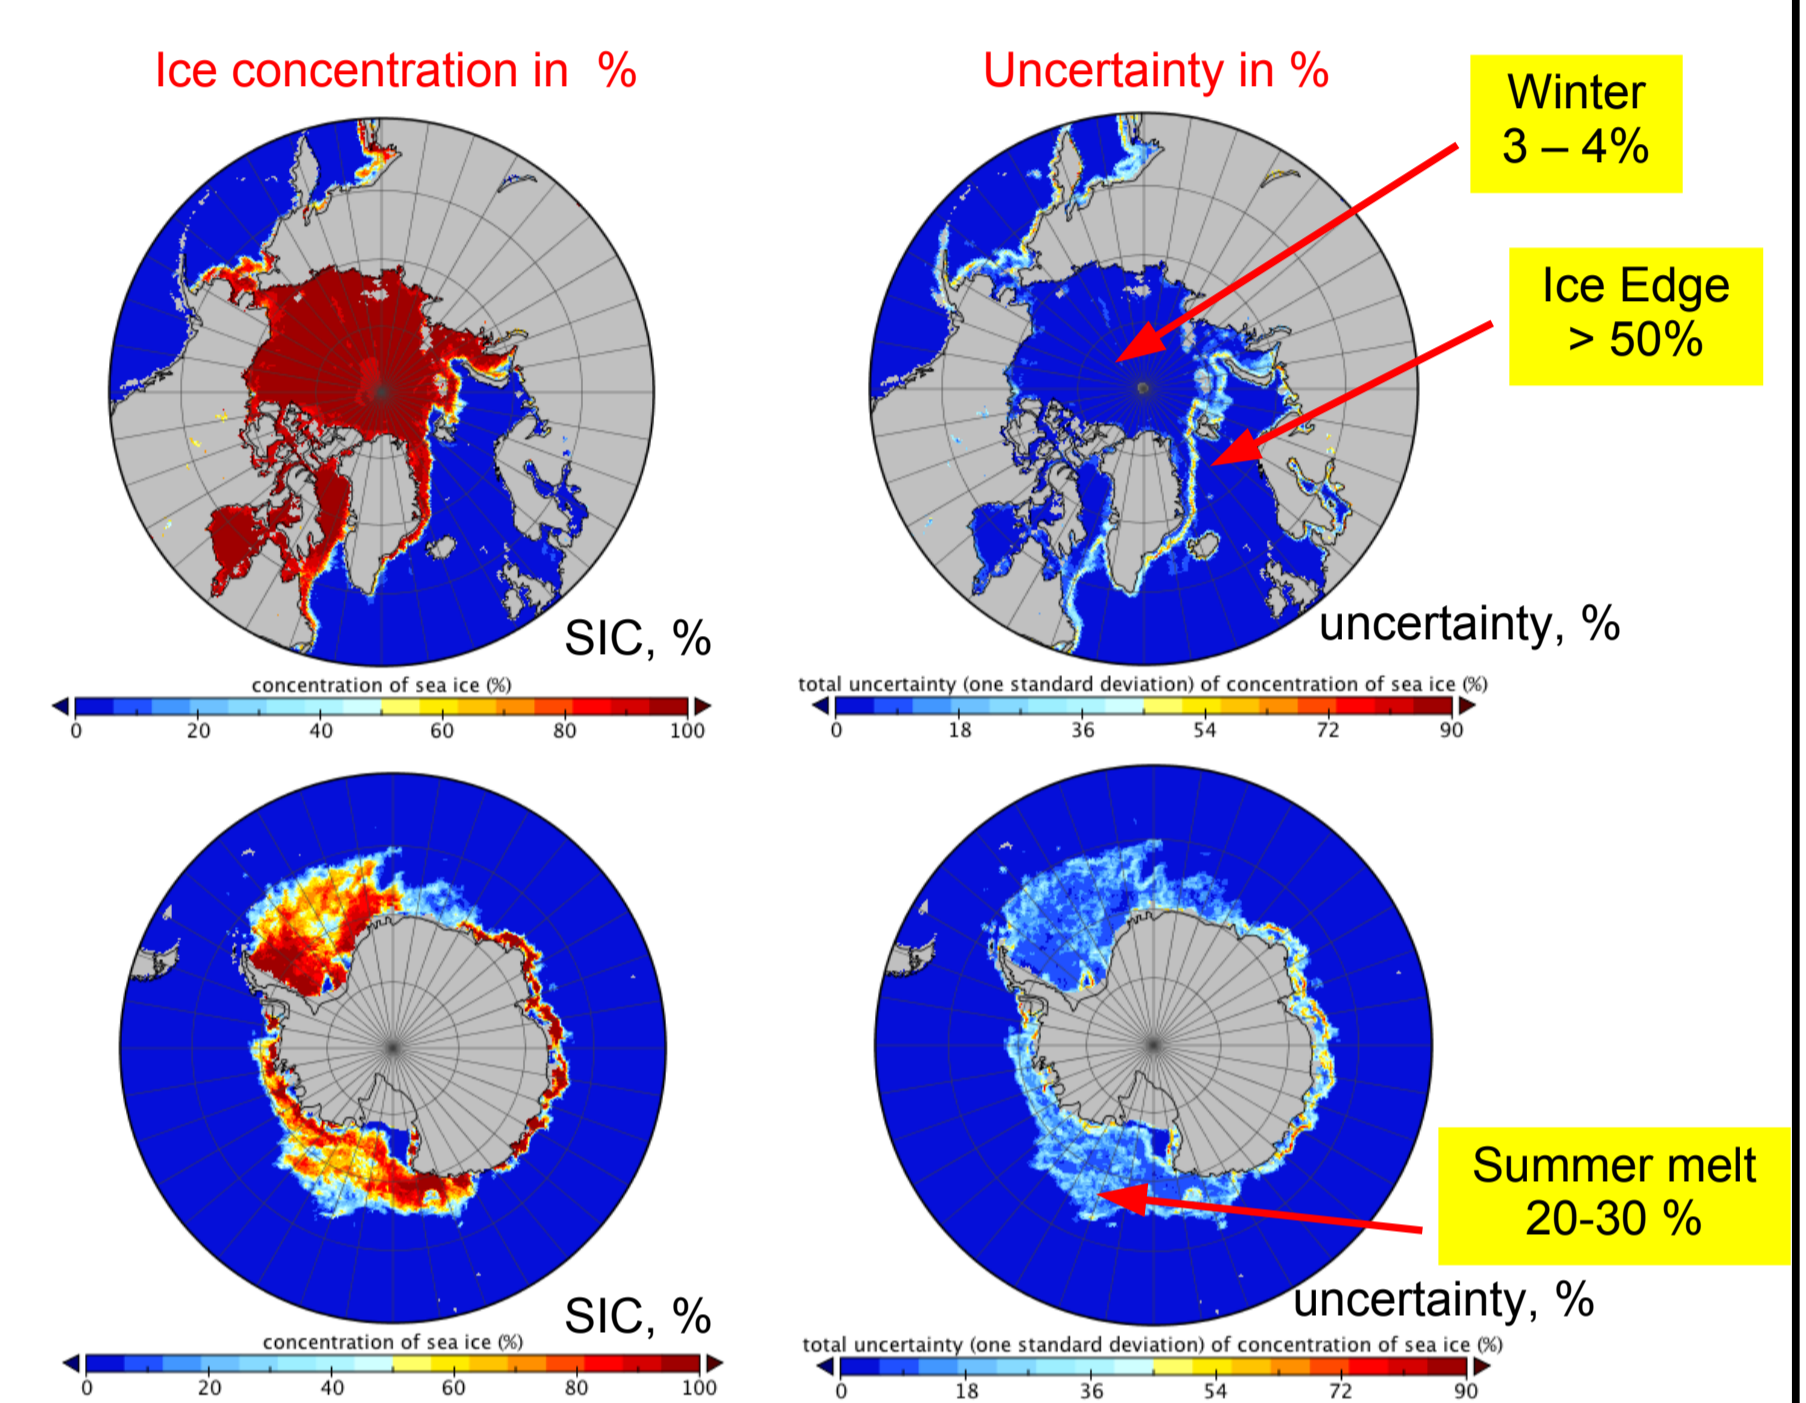 Ice concentration in %
Uncertainty in %
Winter
3 – 4%
Ice Edge
> 50%
SIC, %
uncertainty, %
concentration of sea ice (%)
0 20 40 60 80 100
total uncertainty (one standard deviation) of concentration of sea ice (%)
0 18 36 54 72 90
Summer melt
20-30 %
SIC, %
uncertainty, %
concentration of sea ice (%)
0 20 40 60 80 100
total uncertainty (one standard deviation) of concentration of sea ice (%)
0 18 36 54 72 90